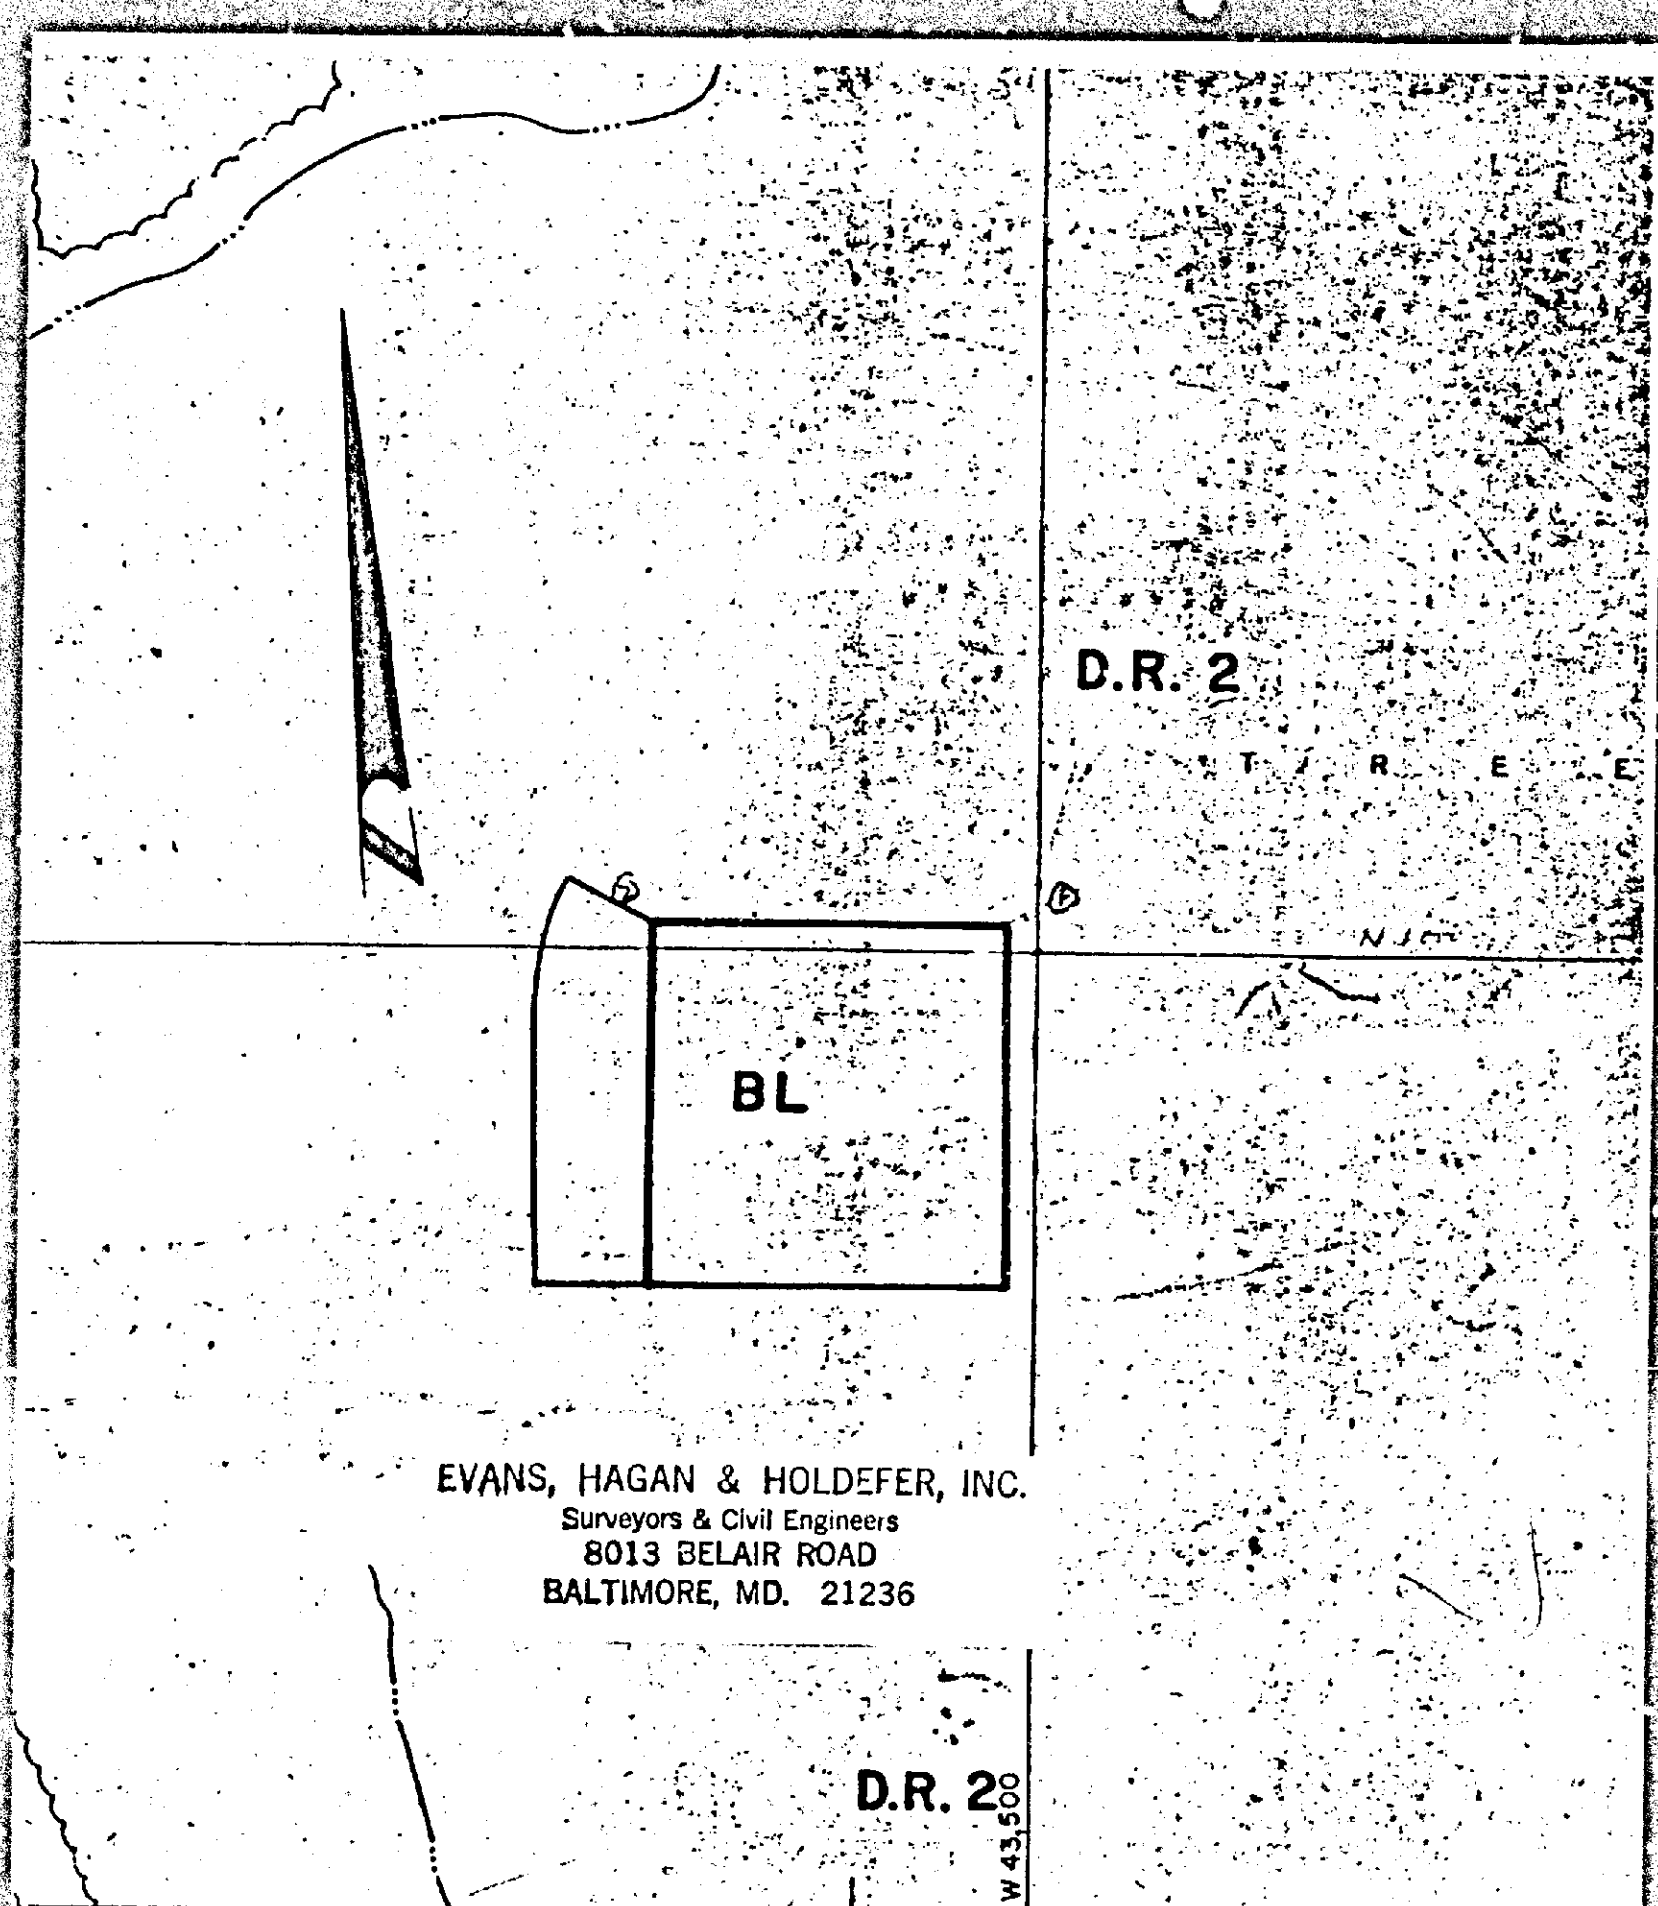 D.R. 2
T R E E
BL
EVANS, HAGAN & HOLDEFER, INC.
Surveyors & Civil Engineers
8013 BELAIR ROAD
BALTIMORE, MD. 21236
D.R. 2
W 43,500